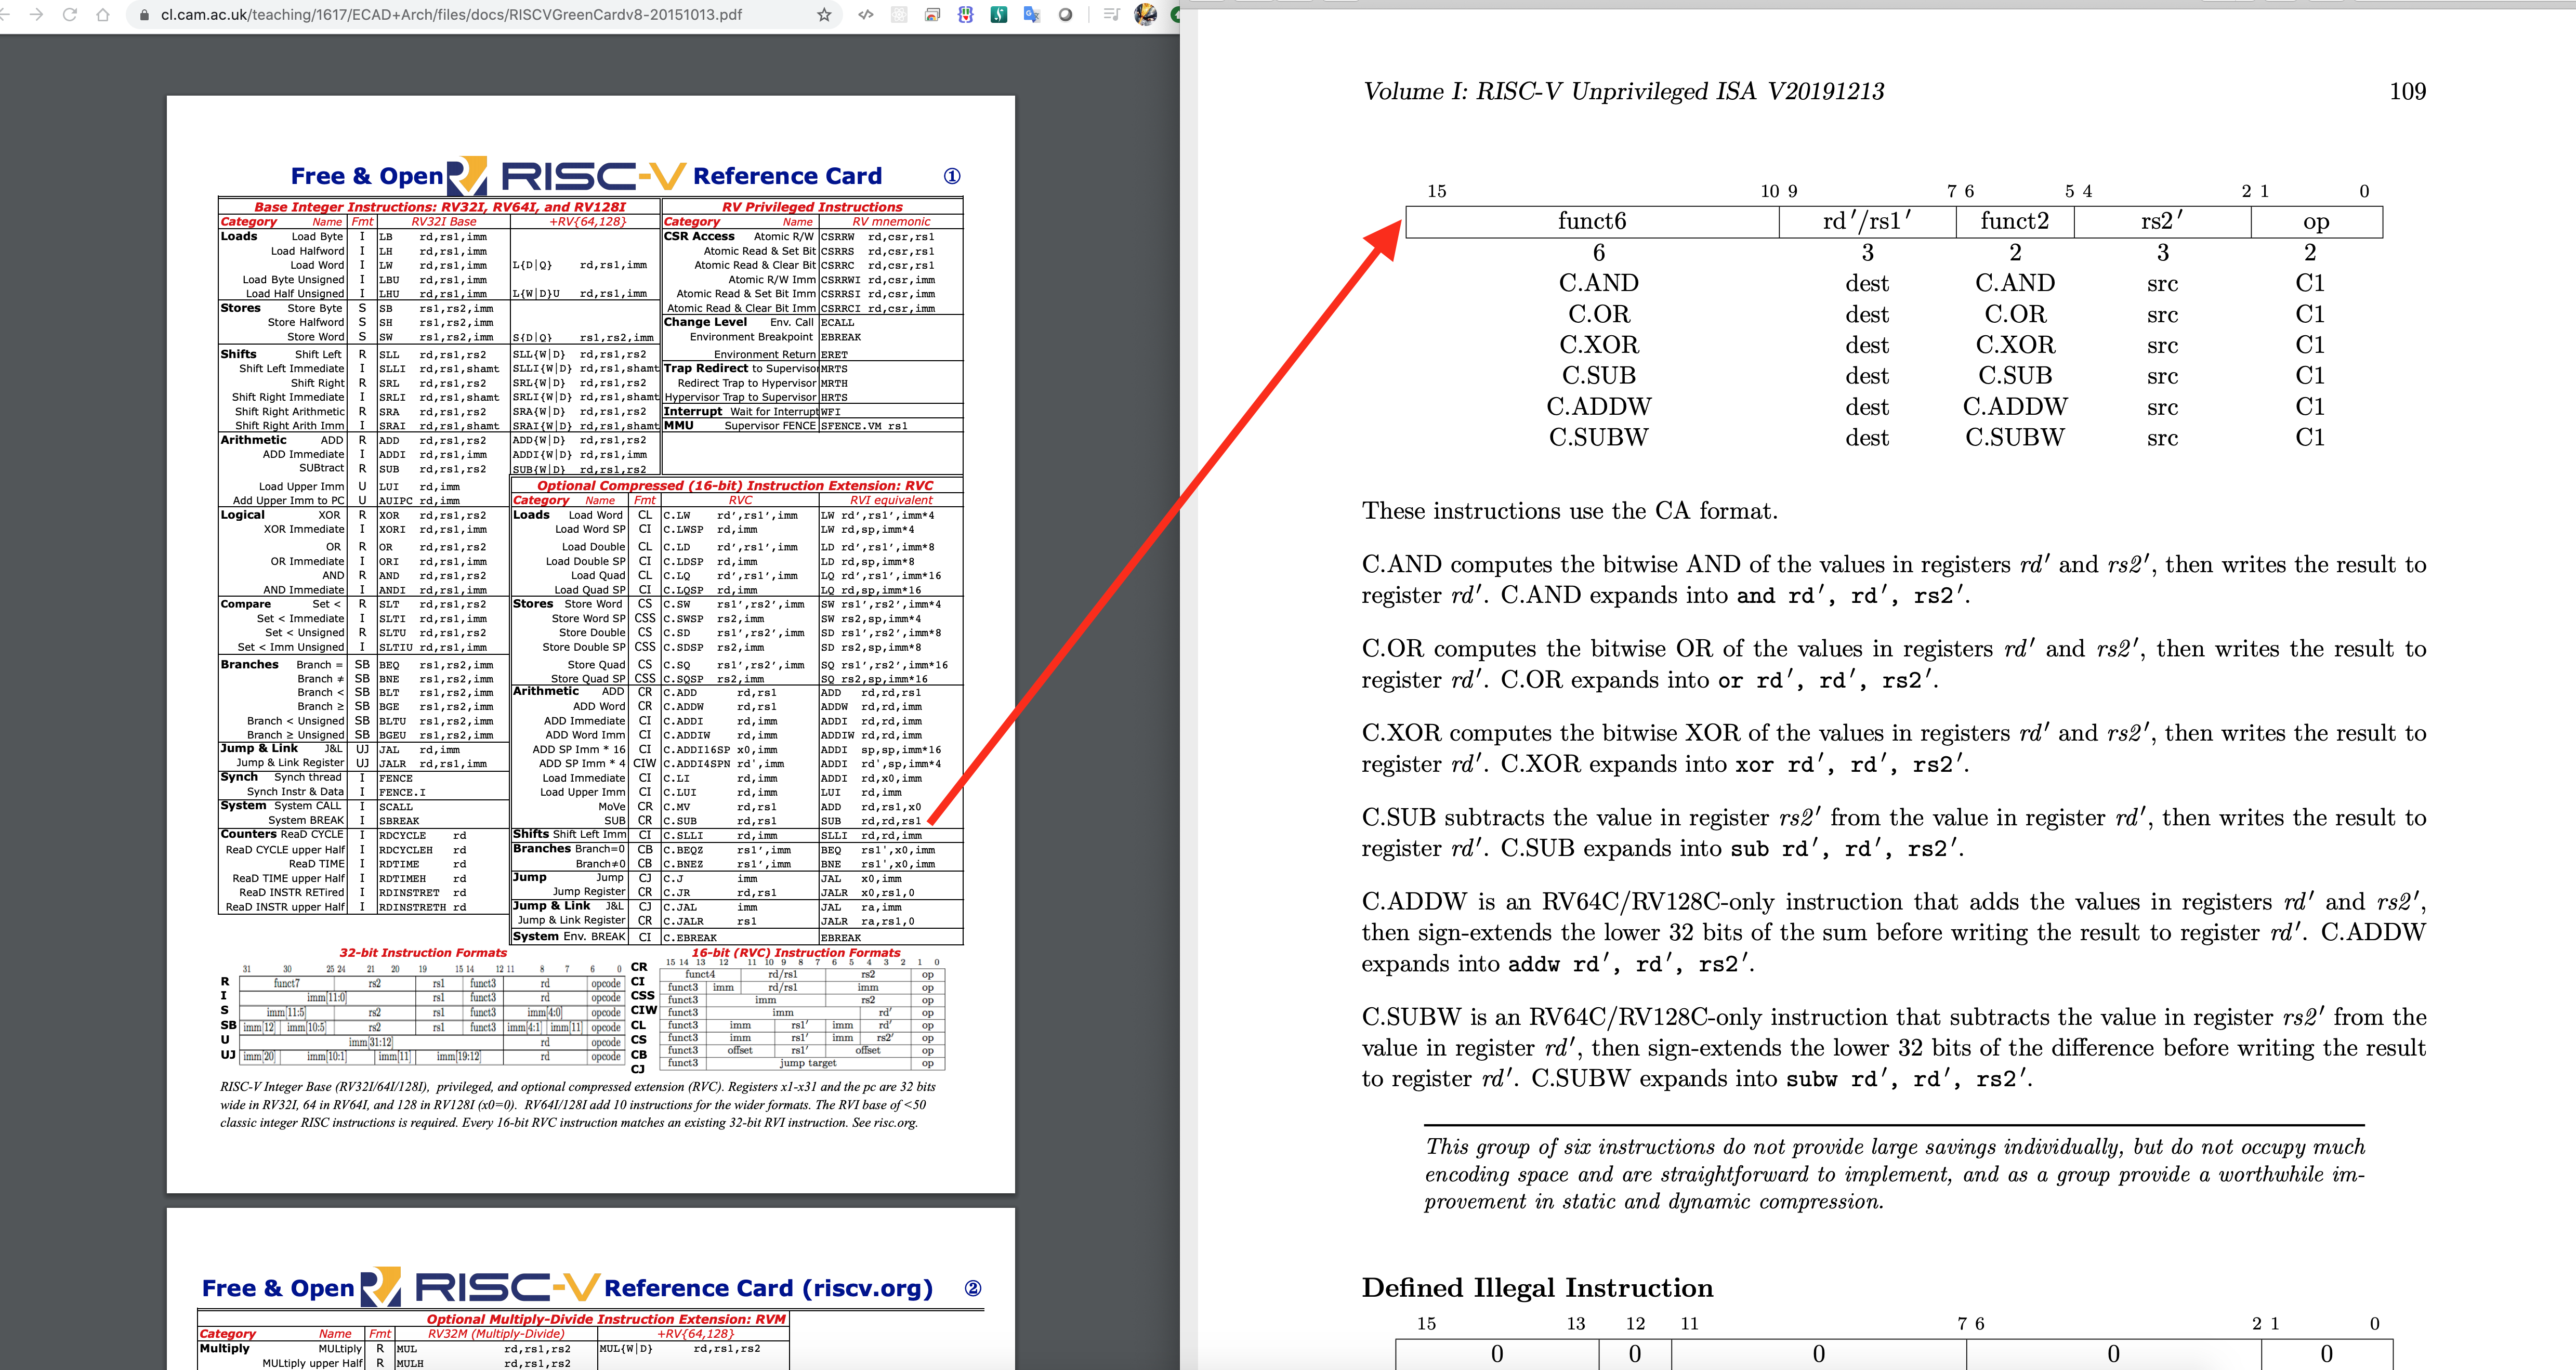 cl.cam.ac.uk/teaching/1617/ECAD+Arch/files/docs/RISCVGreenCardv8-20151013.pdf
Free & Open RISC-V Reference Card ①
Base Integer Instructions: RV32I, RV64I, and RV128I
Category Name Fmt RV32I Base +RV{64,128}
Loads Load Byte I LB rd,rs1,imm
Load Halfword I LH rd,rs1,imm
Load Word I LW rd,rs1,imm L{D|Q} rd,rs1,imm
Load Byte Unsigned I LBU rd,rs1,imm
Load Half Unsigned I LHU rd,rs1,imm L{W|D}U rd,rs1,imm
Stores Store Byte S SB rs1,rs2,imm
Store Halfword S SH rs1,rs2,imm
Store Word S SW rs1,rs2,imm S{D|Q} rs1,rs2,imm
Shifts Shift Left R SLL rd,rs1,rs2 SLL{W|D} rd,rs1,rs2
Shift Left Immediate I SLLI rd,rs1,shamt SLLI{W|D} rd,rs1,shamt
Shift Right R SRL rd,rs1,rs2 SRL{W|D} rd,rs1,rs2
Shift Right Immediate I SRLI rd,rs1,shamt SRLI{W|D} rd,rs1,shamt
Shift Right Arithmetic R SRA rd,rs1,rs2 SRA{W|D} rd,rs1,rs2
Shift Right Arith Imm I SRAI rd,rs1,shamt SRAI{W|D} rd,rs1,shamt
Arithmetic ADD R ADD rd,rs1,rs2 ADD{W|D} rd,rs1,rs2
ADD Immediate I ADDI rd,rs1,imm ADDI{W|D} rd,rs1,imm
SUBtract R SUB rd,rs1,rs2 SUB{W|D} rd,rs1,rs2
Load Upper Imm U LUI rd,imm
Add Upper Imm to PC U AUIPC rd,imm
Logical XOR R XOR rd,rs1,rs2
XOR Immediate I XORI rd,rs1,imm
OR R OR rd,rs1,rs2
OR Immediate I ORI rd,rs1,imm
AND R AND rd,rs1,rs2
AND Immediate I ANDI rd,rs1,imm
Compare Set < R SLT rd,rs1,rs2
Set < Immediate I SLTI rd,rs1,imm
Set < Unsigned R SLTU rd,rs1,rs2
Set < Imm Unsigned I SLTIU rd,rs1,imm
Branches Branch = SB BEQ rs1,rs2,imm
Branch ≠ SB BNE rs1,rs2,imm
Branch < SB BLT rs1,rs2,imm
Branch ≥ SB BGE rs1,rs2,imm
Branch < Unsigned SB BLTU rs1,rs2,imm
Branch ≥ Unsigned SB BGEU rs1,rs2,imm
Jump & Link J&L UJ JAL rd,imm
Jump & Link Register UJ JALR rd,rs1,imm
Synch Synch thread I FENCE
Synch Instr & Data I FENCE.I
System System CALL I SCALL
System BREAK I SBREAK
Counters ReaD CYCLE I RDCYCLE rd
ReaD CYCLE upper Half I RDCYCLEH rd
ReaD TIME I RDTIME rd
ReaD TIME upper Half I RDTIMEH rd
ReaD INSTR RETired I RDINSTRET rd
ReaD INSTR upper Half I RDINSTRETH rd
RV Privileged Instructions
Category Name RV mnemonic
CSR Access Atomic R/W CSRRW rd,csr,rs1
Atomic Read & Set Bit CSRRS rd,csr,rs1
Atomic Read & Clear Bit CSRRC rd,csr,rs1
Atomic R/W Imm CSRRWI rd,csr,imm
Atomic Read & Set Bit Imm CSRRSI rd,csr,imm
Atomic Read & Clear Bit Imm CSRRCI rd,csr,imm
Change Level Env. Call ECALL
Environment Breakpoint EBREAK
Environment Return ERET
Trap Redirect to Supervisor MRTS
Redirect Trap to Hypervisor MRTH
Hypervisor Trap to Supervisor HRTS
Interrupt Wait for Interrupt WFI
MMU Supervisor FENCE SFENCE.VM rs1
Optional Compressed (16-bit) Instruction Extension: RVC
Category Name Fmt RVC RVI equivalent
Loads Load Word CL C.LW rd′,rs1′,imm LW rd′,rs1′,imm*4
Load Word SP CI C.LWSP rd,imm LW rd,sp,imm*4
Load Double CL C.LD rd′,rs1′,imm LD rd′,rs1′,imm*8
Load Double SP CI C.LDSP rd,imm LD rd,sp,imm*8
Load Quad CL C.LQ rd′,rs1′,imm LQ rd′,rs1′,imm*16
Load Quad SP CI C.LQSP rd,imm LQ rd,sp,imm*16
Stores Store Word CS C.SW rs1′,rs2′,imm SW rs1′,rs2′,imm*4
Store Word SP CSS C.SWSP rs2,imm SW rs2,sp,imm*4
Store Double CS C.SD rs1′,rs2′,imm SD rs1′,rs2′,imm*8
Store Double SP CSS C.SDSP rs2,imm SD rs2,sp,imm*8
Store Quad CS C.SQ rs1′,rs2′,imm SQ rs1′,rs2′,imm*16
Store Quad SP CSS C.SQSP rs2,imm SQ rs2,sp,imm*16
Arithmetic ADD CR C.ADD rd,rs1 ADD rd,rd,rs1
ADD Word CR C.ADDW rd,rs1 ADDW rd,rd,imm
ADD Immediate CI C.ADDI rd,imm ADDI rd,rd,imm
ADD Word Imm CI C.ADDIW rd,imm ADDIW rd,rd,imm
ADD SP Imm * 16 CI C.ADDI16SP x0,imm ADDI sp,sp,imm*16
ADD SP Imm * 4 CIW C.ADDI4SPN rd',imm ADDI rd',sp,imm*4
Load Immediate CI C.LI rd,imm ADDI rd,x0,imm
Load Upper Imm CI C.LUI rd,imm LUI rd,imm
MoVe CR C.MV rd,rs1 ADD rd,rs1,x0
SUB CR C.SUB rd,rs1 SUB rd,rd,rs1
Shifts Shift Left Imm CI C.SLLI rd,imm SLLI rd,rd,imm
Branches Branch=0 CB C.BEQZ rs1′,imm BEQ rs1',x0,imm
Branch≠0 CB C.BNEZ rs1′,imm BNE rs1',x0,imm
Jump Jump CJ C.J imm JAL x0,imm
Jump Register CR C.JR rd,rs1 JALR x0,rs1,0
Jump & Link J&L CJ C.JAL imm JAL ra,imm
Jump & Link Register CR C.JALR rs1 JALR ra,rs1,0
System Env. BREAK CI C.EBREAK EBREAK
32-bit Instruction Formats
31 30 25 24 21 20 19 15 14 12 11 8 7 6 0
R funct7 rs2 rs1 funct3 rd opcode
I imm[11:0] rs1 funct3 rd opcode
S imm[11:5] rs2 rs1 funct3 imm[4:0] opcode
SB imm[12] imm[10:5] rs2 rs1 funct3 imm[4:1] imm[11] opcode
U imm[31:12] rd opcode
UJ imm[20] imm[10:1] imm[11] imm[19:12] rd opcode
16-bit (RVC) Instruction Formats
15 14 13 12 11 10 9 8 7 6 5 4 3 2 1 0
CR funct4 rd/rs1 rs2 op
CI funct3 imm rd/rs1 imm op
CSS funct3 imm rs2 op
CIW funct3 imm rd′ op
CL funct3 imm rs1′ imm rd′ op
CS funct3 imm rs1′ imm rs2′ op
CB funct3 offset rs1′ offset op
CJ funct3 jump target op
RISC-V Integer Base (RV32I/64I/128I), privileged, and optional compressed extension (RVC). Registers x1-x31 and the pc are 32 bits
wide in RV32I, 64 in RV64I, and 128 in RV128I (x0=0). RV64I/128I add 10 instructions for the wider formats. The RVI base of <50
classic integer RISC instructions is required. Every 16-bit RVC instruction matches an existing 32-bit RVI instruction. See risc.org.
Free & Open RISC-V Reference Card (riscv.org) ②
Optional Multiply-Divide Instruction Extension: RVM
Category Name Fmt RV32M (Multiply-Divide) +RV{64,128}
Multiply MULtiply R MUL rd,rs1,rs2 MUL{W|D} rd,rs1,rs2
MULtiply upper Half R MULH rd,rs1,rs2
Volume I: RISC-V Unprivileged ISA V20191213 109
15 10 9 7 6 5 4 2 1 0
funct6 rd′/rs1′ funct2 rs2′ op
6 3 2 3 2
C.AND dest C.AND src C1
C.OR dest C.OR src C1
C.XOR dest C.XOR src C1
C.SUB dest C.SUB src C1
C.ADDW dest C.ADDW src C1
C.SUBW dest C.SUBW src C1
These instructions use the CA format.
C.AND computes the bitwise AND of the values in registers rd′ and rs2′, then writes the result to
register rd′. C.AND expands into and rd′, rd′, rs2′.
C.OR computes the bitwise OR of the values in registers rd′ and rs2′, then writes the result to
register rd′. C.OR expands into or rd′, rd′, rs2′.
C.XOR computes the bitwise XOR of the values in registers rd′ and rs2′, then writes the result to
register rd′. C.XOR expands into xor rd′, rd′, rs2′.
C.SUB subtracts the value in register rs2′ from the value in register rd′, then writes the result to
register rd′. C.SUB expands into sub rd′, rd′, rs2′.
C.ADDW is an RV64C/RV128C-only instruction that adds the values in registers rd′ and rs2′,
then sign-extends the lower 32 bits of the sum before writing the result to register rd′. C.ADDW
expands into addw rd′, rd′, rs2′.
C.SUBW is an RV64C/RV128C-only instruction that subtracts the value in register rs2′ from the
value in register rd′, then sign-extends the lower 32 bits of the difference before writing the result
to register rd′. C.SUBW expands into subw rd′, rd′, rs2′.
This group of six instructions do not provide large savings individually, but do not occupy much
encoding space and are straightforward to implement, and as a group provide a worthwhile im-
provement in static and dynamic compression.
Defined Illegal Instruction
15 13 12 11 7 6 2 1 0
0 0 0 0 0